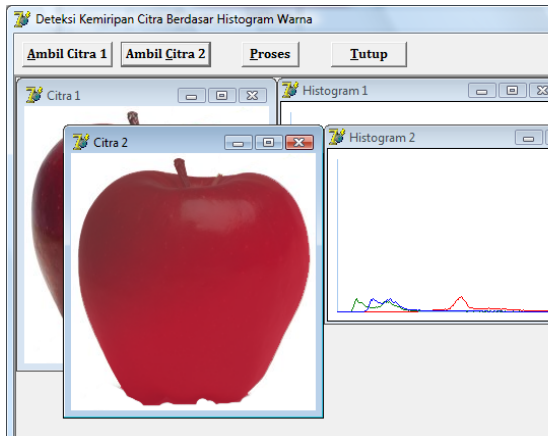 Deteksi Kemiripan Citra Berdasar Histogram Warna
Ambil Citra 1 Ambil Citra 2 Proses Tutup
Citra 1
Histogram 1
Citra 2
Histogram 2